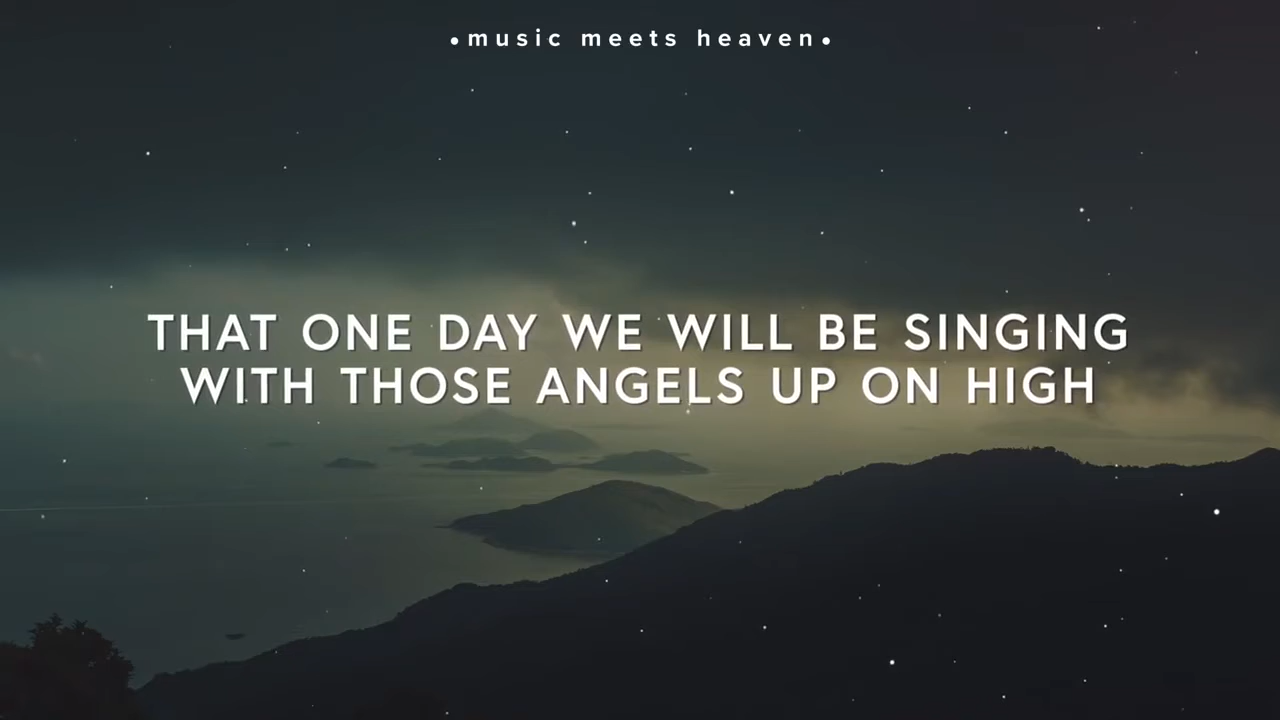 •music meets heaven•
THAT ONE DAY WE WILL BE SINGING
WITH THOSE ANGELS UP ON HIGH